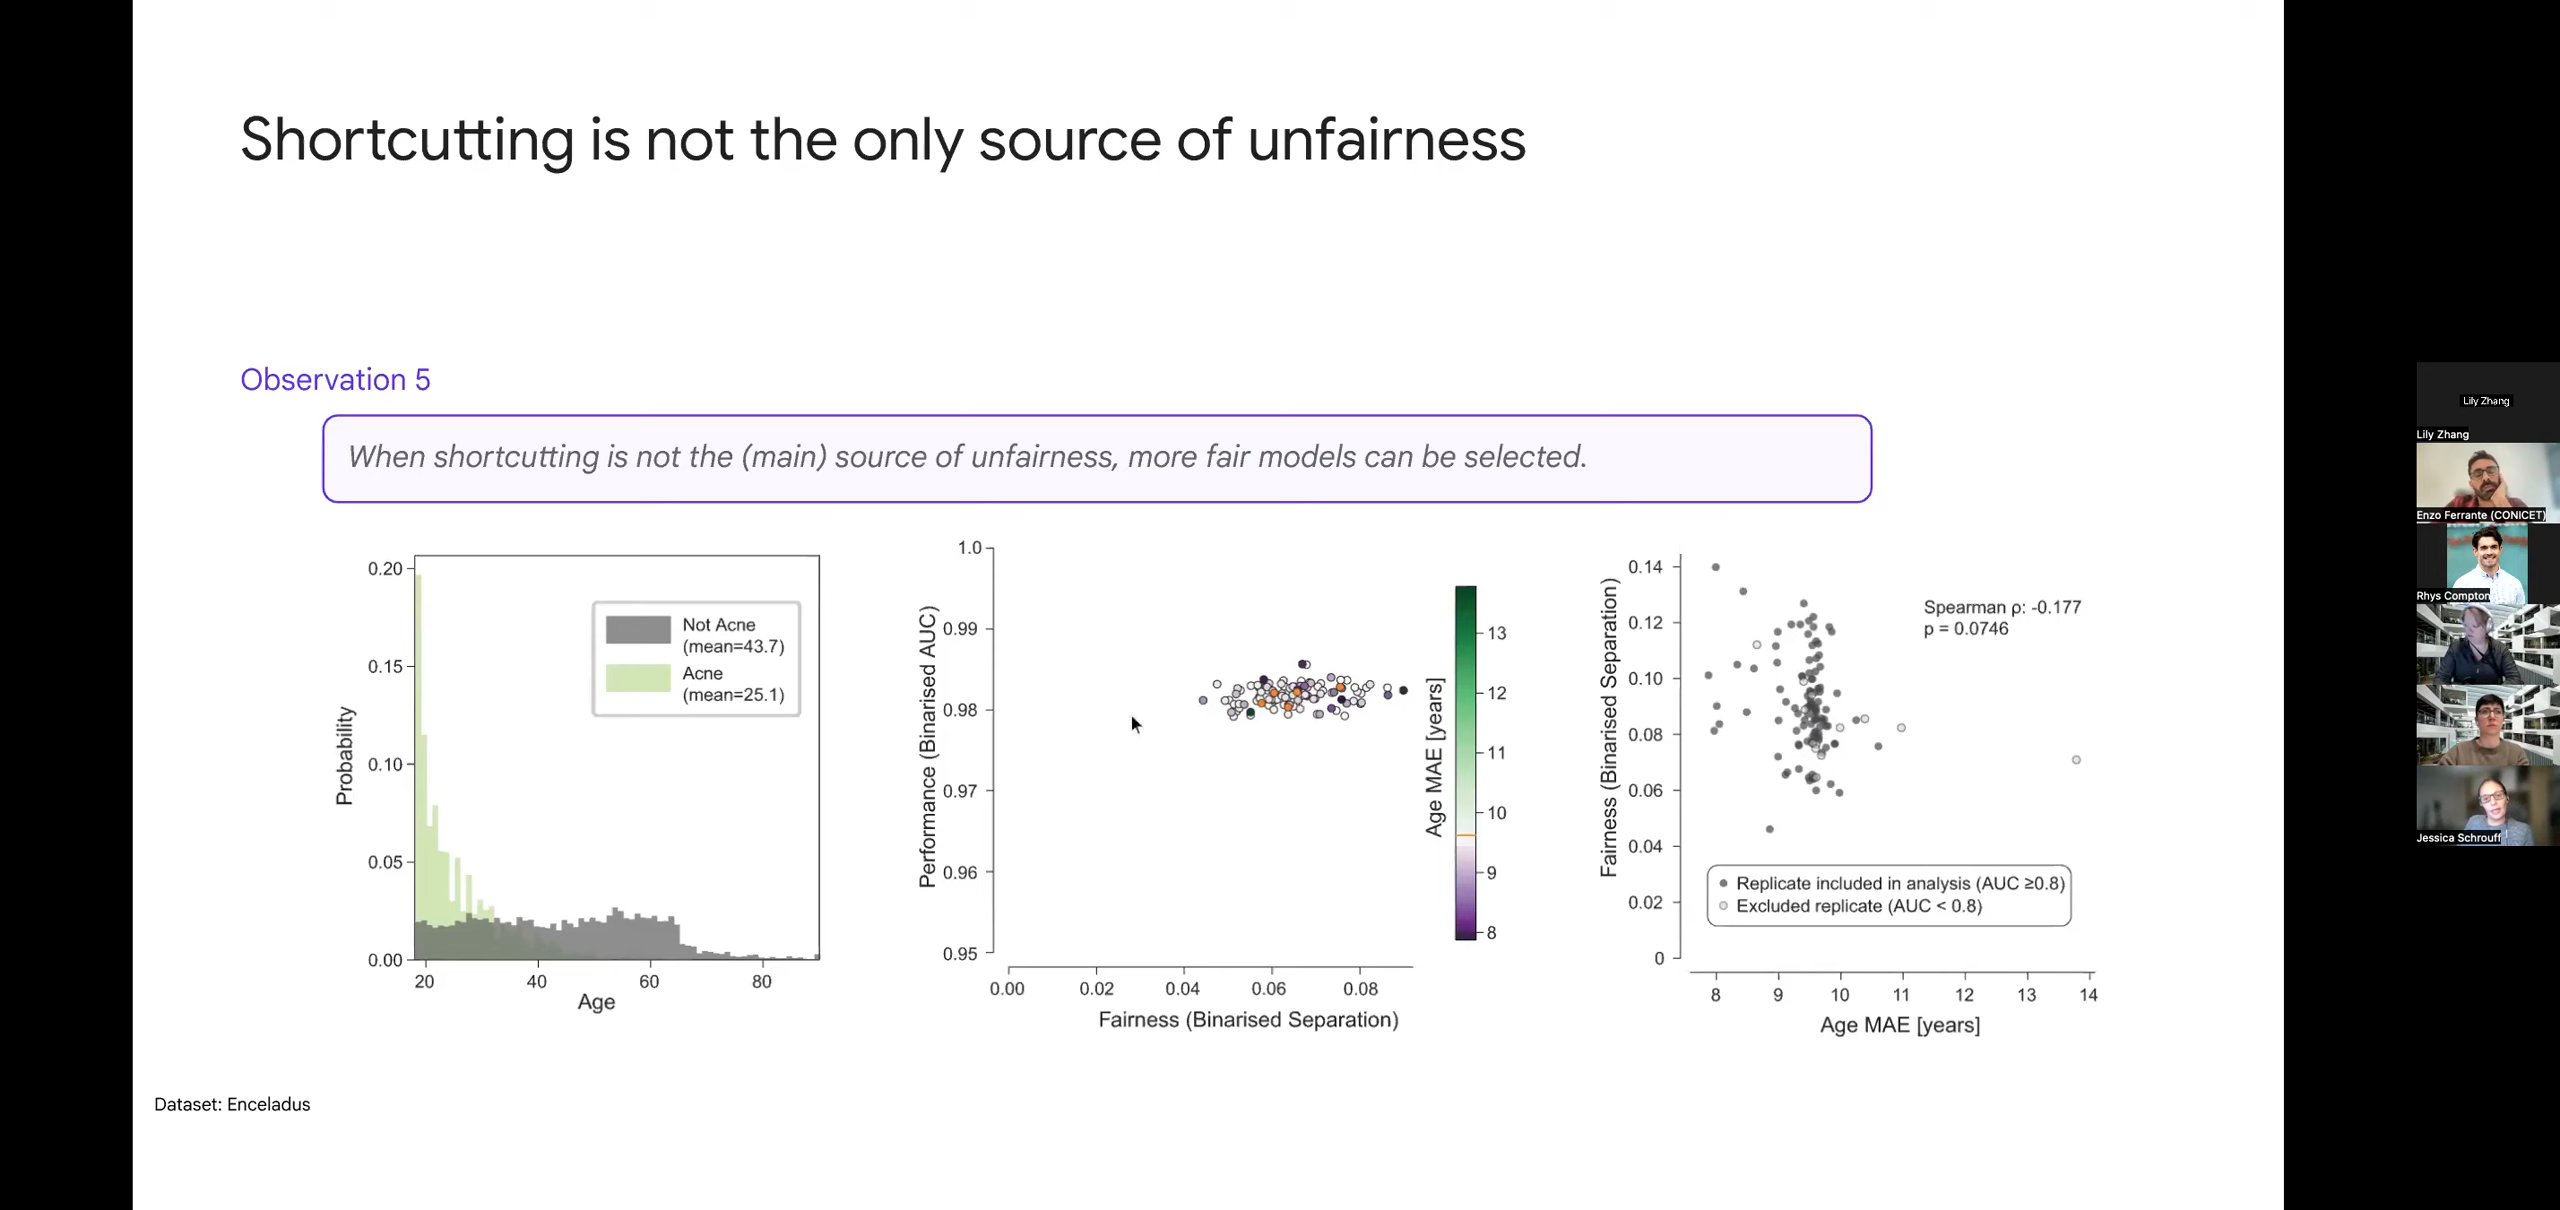 Shortcutting is not the only source of unfairness
Observation 5
When shortcutting is not the (main) source of unfairness, more fair models can be selected.
0.20
0.15
0.10
0.05
0.00
Probability
20
40
60
80
Age
Not Acne
(mean=43.7)
Acne
(mean=25.1)
1.0
0.99
0.98
0.97
0.96
0.95
Performance (Binarised AUC)
0.00
0.02
0.04
0.06
0.08
Fairness (Binarised Separation)
Age MAE [years]
13
12
11
10
9
8
0.14
0.12
0.10
0.08
0.06
0.04
0.02
0
Fairness (Binarised Separation)
Spearman ρ: -0.177
p = 0.0746
Replicate included in analysis (AUC ≥0.8)
Excluded replicate (AUC < 0.8)
8
9
10
11
12
13
14
Age MAE [years]
Dataset: Enceladus
Lily Zhang
Lily Zhang
Enzo Ferrante (CONICET)
Rhys Compton
Jessica Schrouff